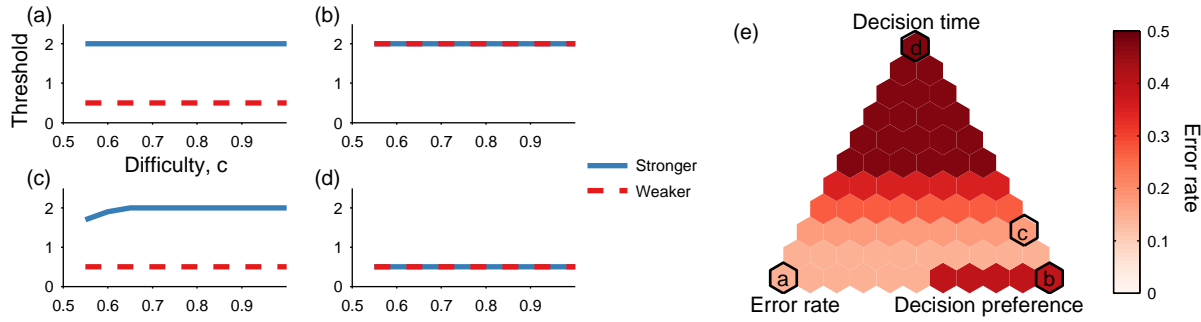 (a)
(b)
Threshold
2
1
0
0.5 0.6 0.7 0.8 0.9
2
1
0
0.5 0.6 0.7 0.8 0.9
Difficulty, c
Stronger
Weaker
(c)
(d)
2
1
0
0.5 0.6 0.7 0.8 0.9
2
1
0
0.5 0.6 0.7 0.8 0.9
(e)
Decision time
d
c
a
b
Error rate
Decision preference
0.5
0.4
0.3
0.2
0.1
0
Error rate